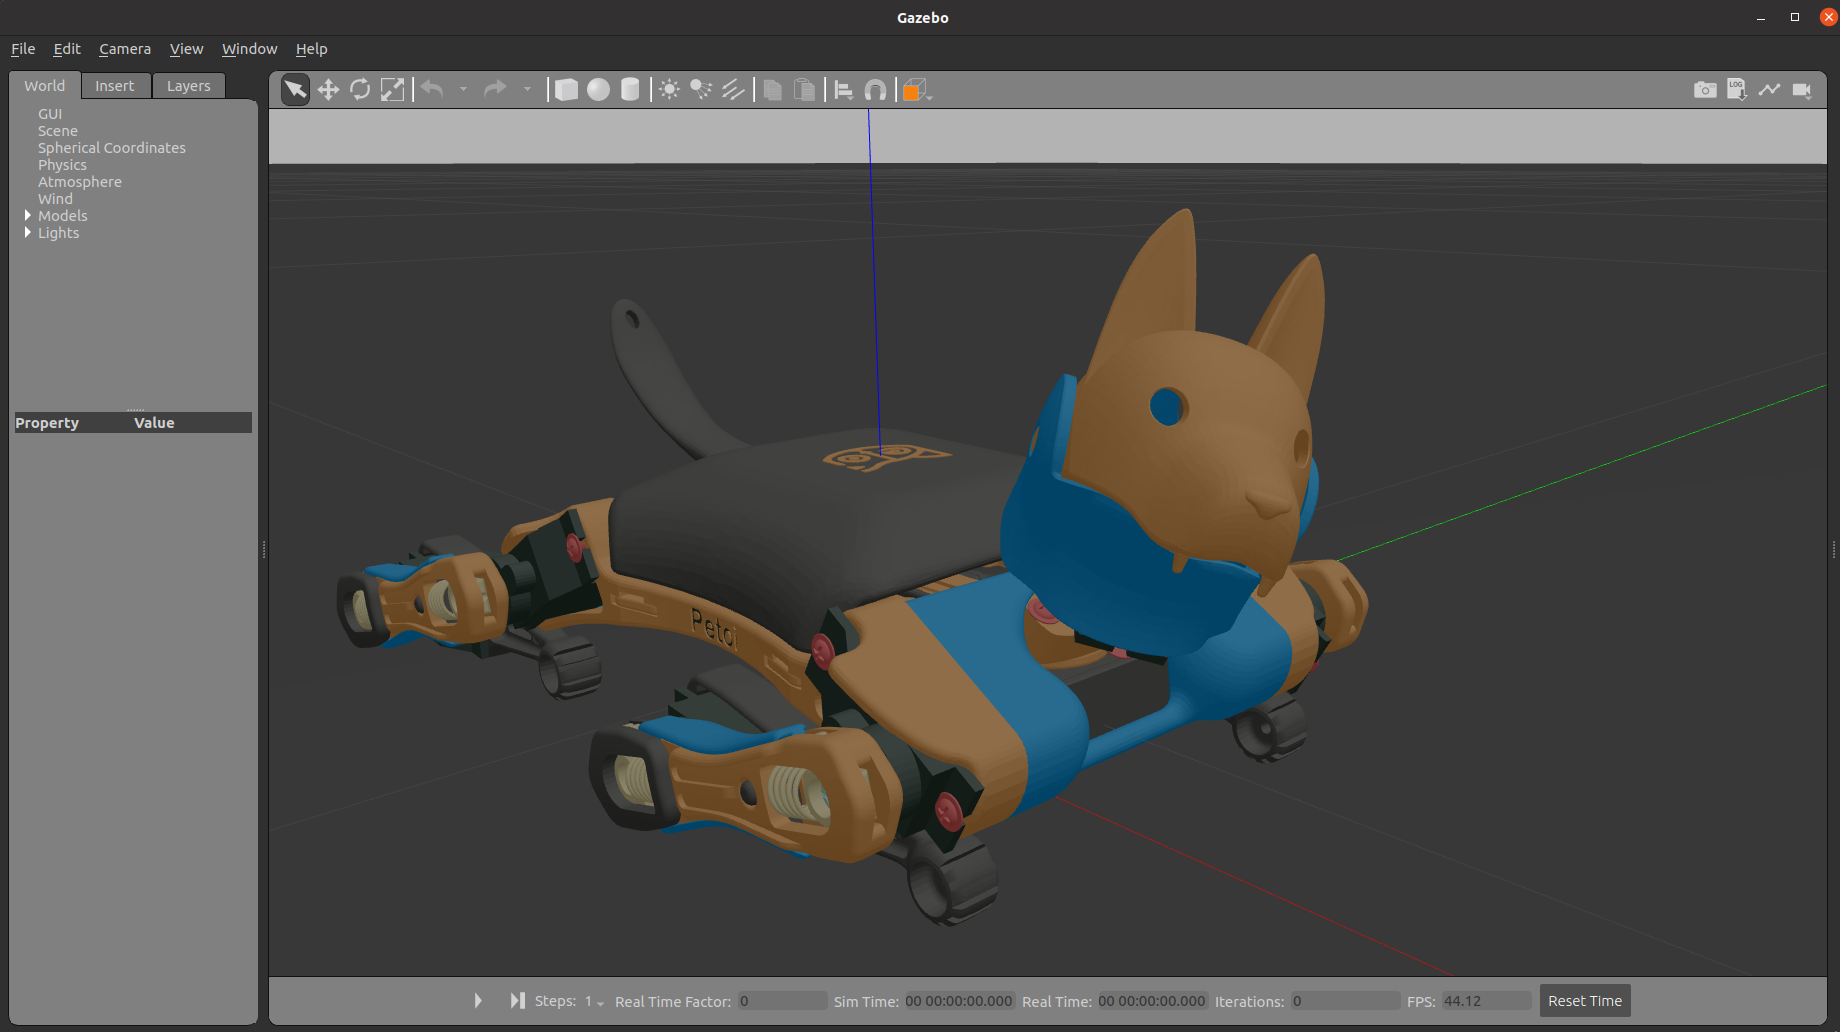 Gazebo
File Edit Camera View Window Help
World Insert Layers
LOG
GUI
Scene
Spherical Coordinates
Physics
Atmosphere
Wind
Models
Lights
Property Value
Petoi
Steps: 1 Real Time Factor: 0 Sim Time: 00 00:00:00.000 Real Time: 00 00:00:00.000 Iterations: 0 FPS: 44.12 Reset Time